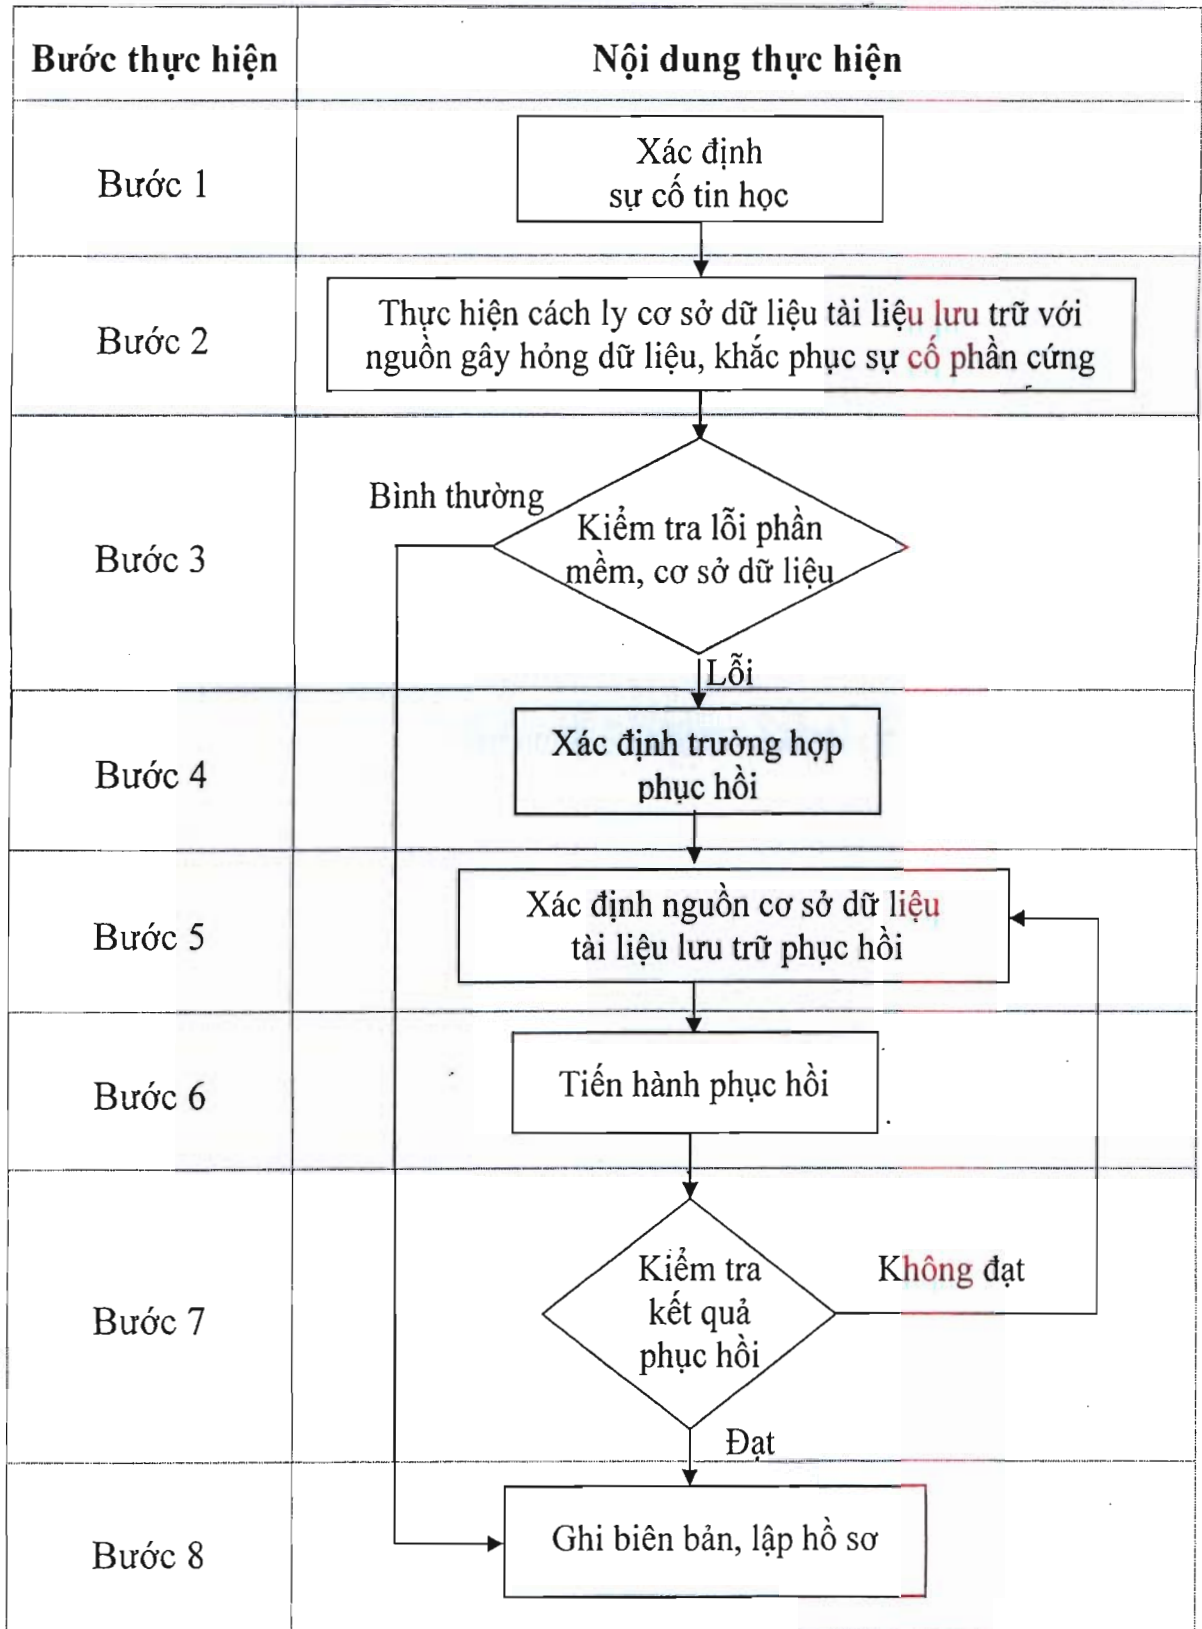 Bước thực hiện
Nội dung thực hiện
Bước 1
Xác định
sự cố tin học
Bước 2
Thực hiện cách ly cơ sở dữ liệu tài liệu lưu trữ với
nguồn gây hỏng dữ liệu, khắc phục sự cố phần cứng
Bước 3
Bình thường
Kiểm tra lỗi phần
mềm, cơ sở dữ liệu
Lỗi
Bước 4
Xác định trường hợp
phục hồi
Bước 5
Xác định nguồn cơ sở dữ liệu
tài liệu lưu trữ phục hồi
Bước 6
Tiến hành phục hồi
Bước 7
Kiểm tra
kết quả
phục hồi
Không đạt
Đạt
Bước 8
Ghi biên bản, lập hồ sơ